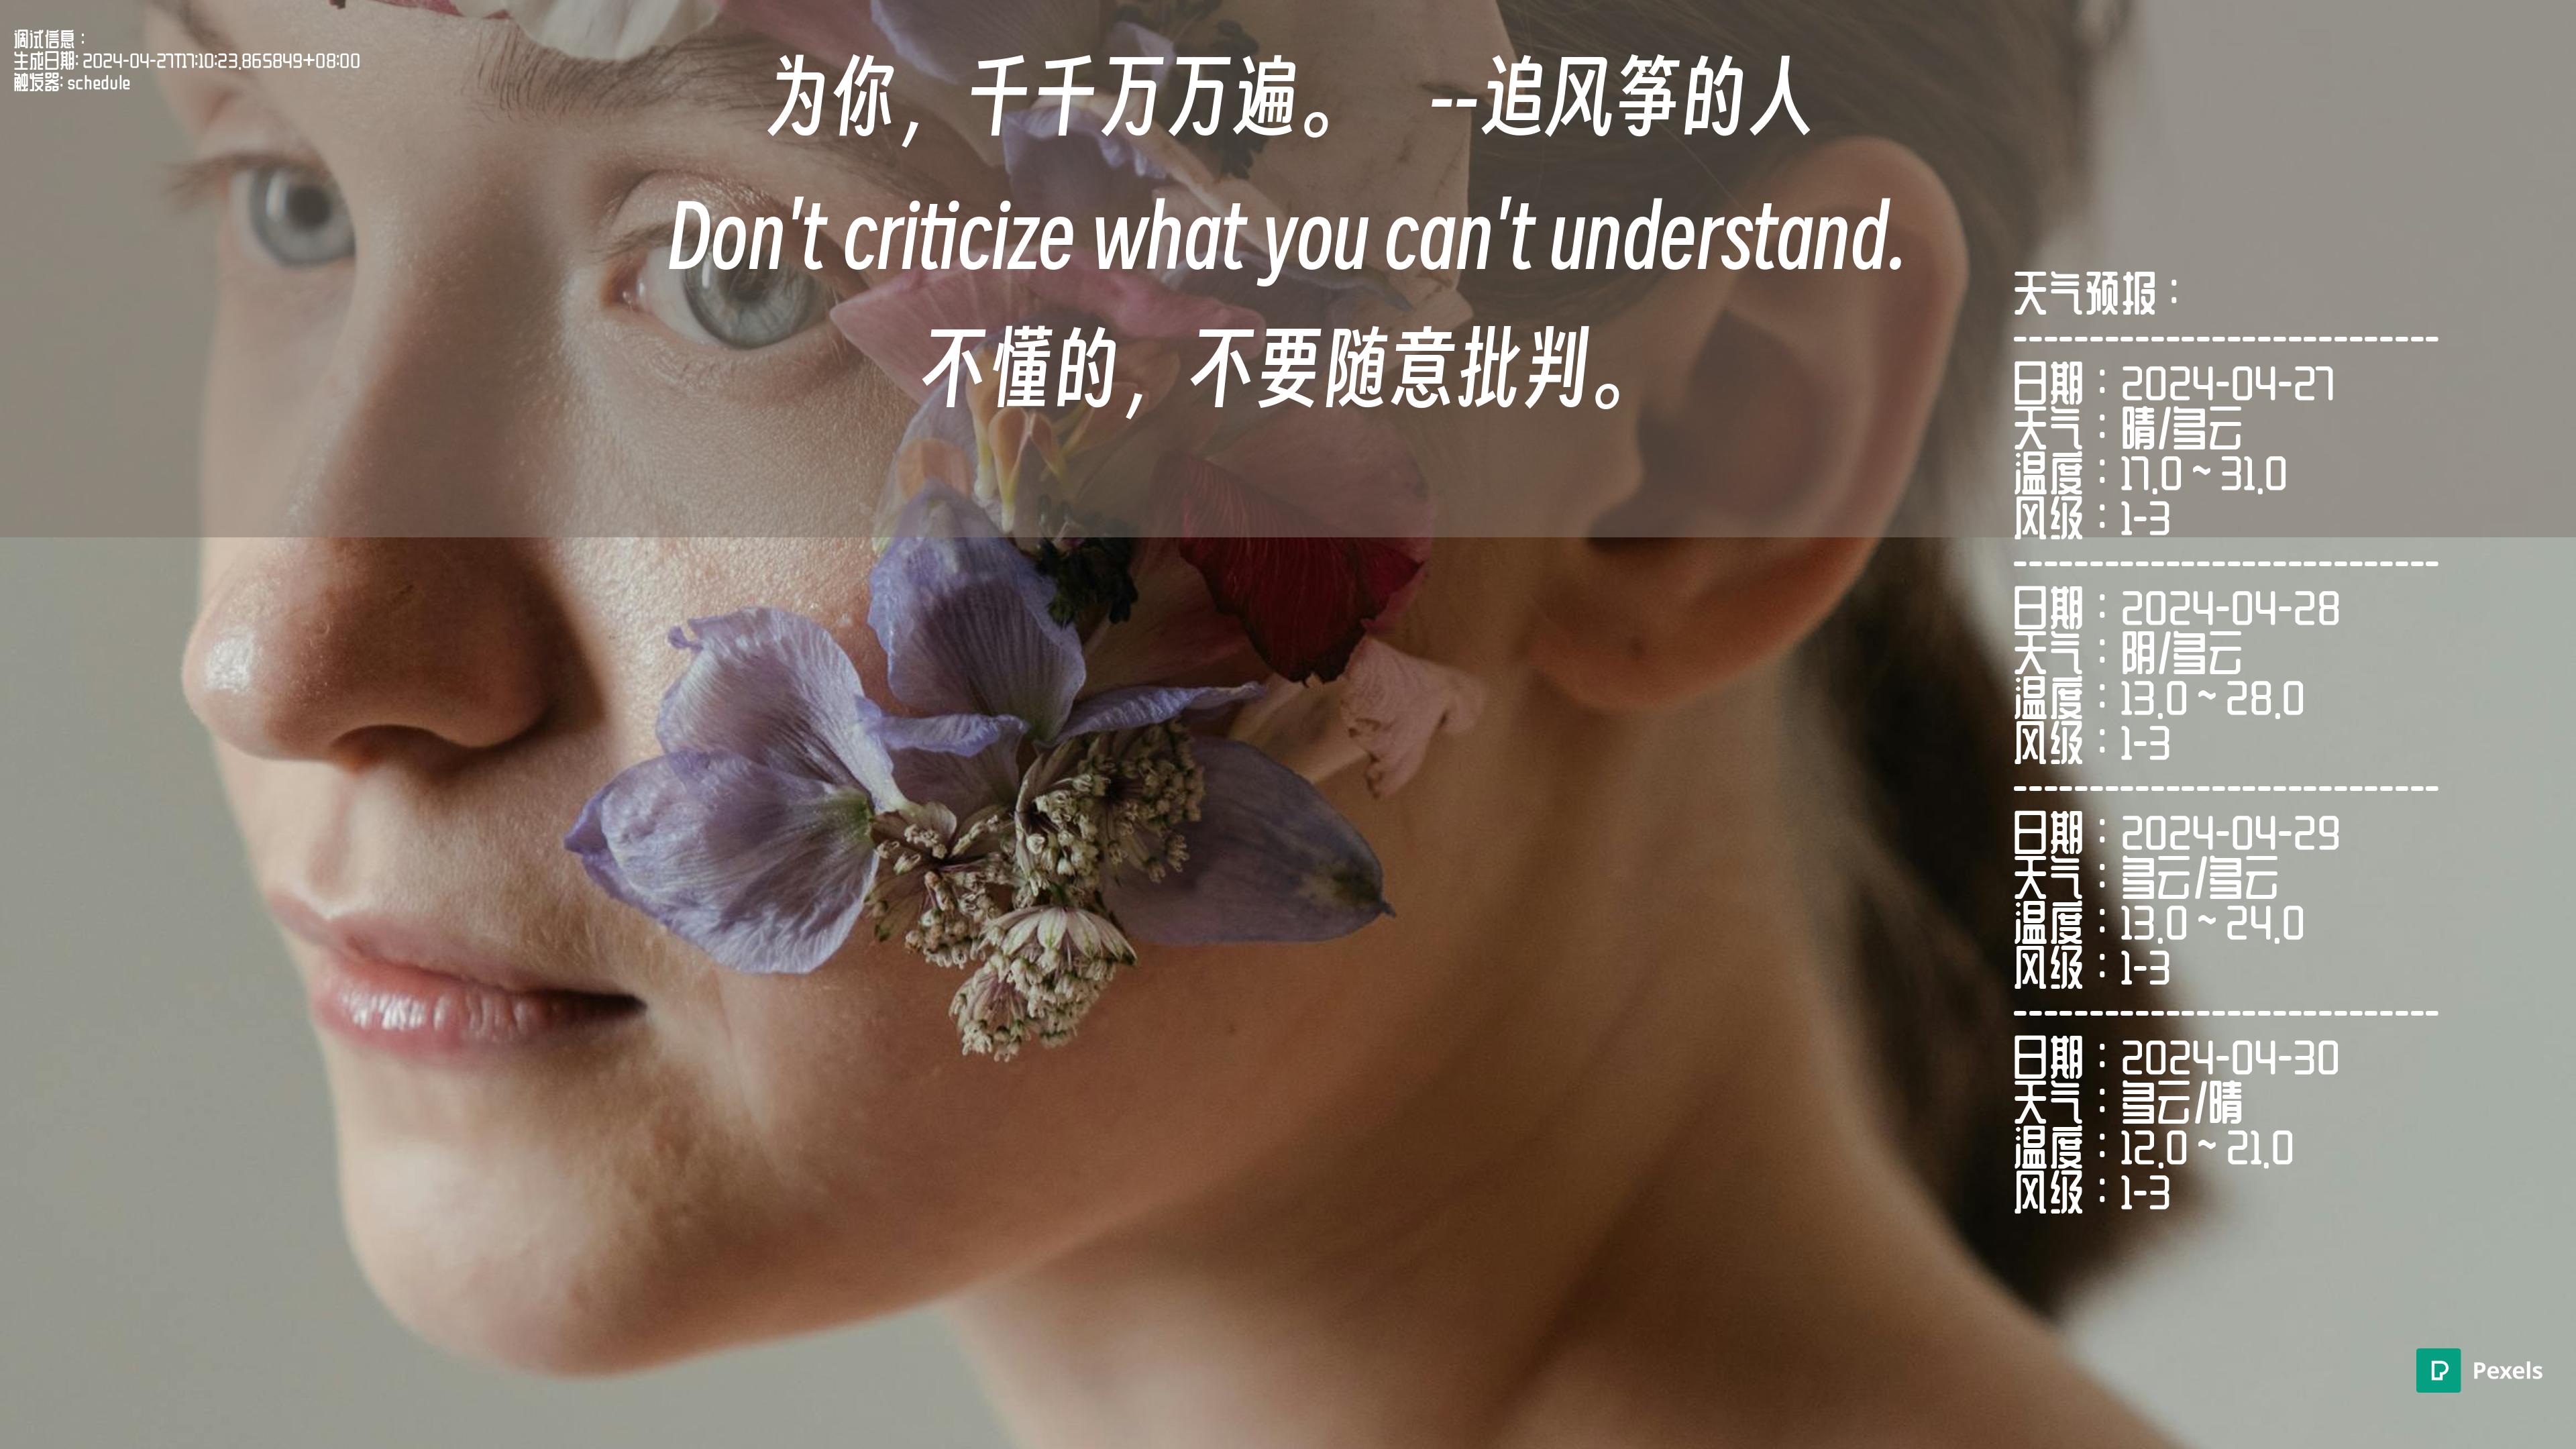 调试信息：
生成日期: 2024-04-27T17:10:23.865849+08:00
触发器: schedule
为你，千千万万遍。 --追风筝的人
Don't criticize what you can't understand.
不懂的，不要随意批判。
天气预报：
----------------------------
日期：2024-04-27
天气：晴/多云
温度：17.0 ~ 31.0
风级：1-3
----------------------------
日期：2024-04-28
天气：阴/多云
温度：13.0 ~ 28.0
风级：1-3
----------------------------
日期：2024-04-29
天气：多云/多云
温度：13.0 ~ 24.0
风级：1-3
----------------------------
日期：2024-04-30
天气：多云/晴
温度：12.0 ~ 21.0
风级：1-3
Pexels